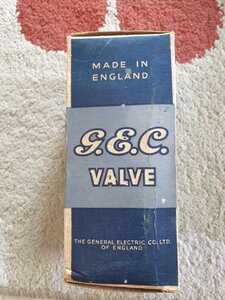 MADE IN
ENGLAND
G.E.C.
VALVE
THE GENERAL ELECTRIC CO. LTD.
OF ENGLAND